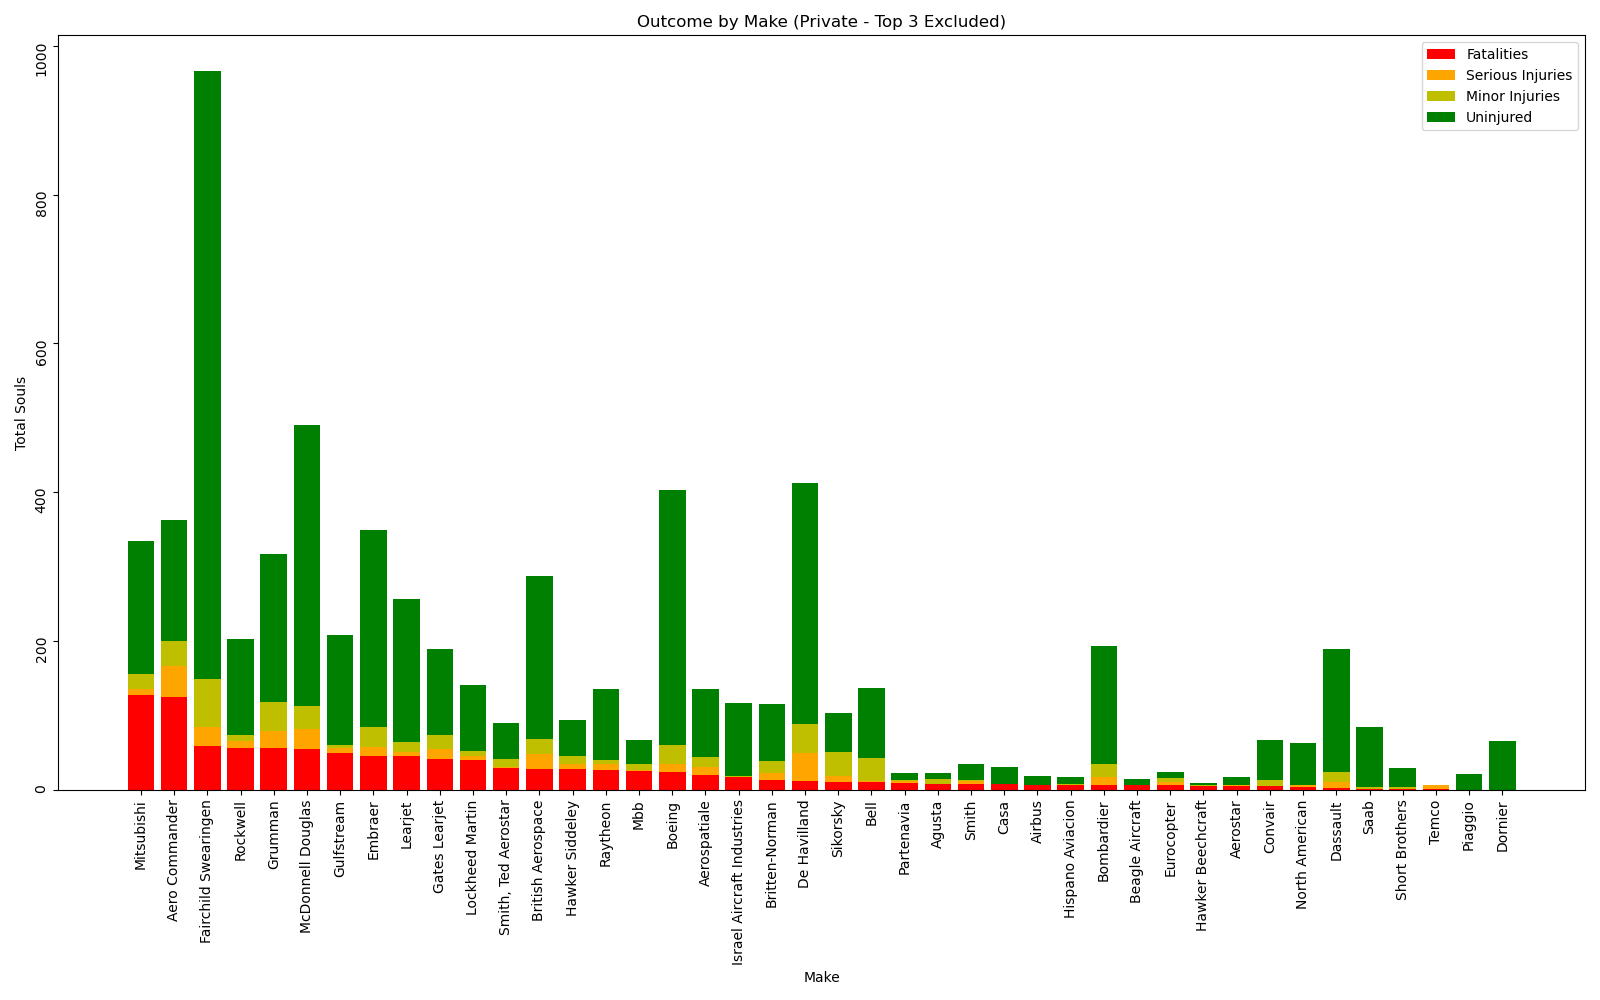 Outcome by Make (Private - Top 3 Excluded)
Fatalities
Serious Injuries
Minor Injuries
Uninjured
Total Souls
1000
800
600
400
200
0
Mitsubishi
Aero Commander
Fairchild Swearingen
Rockwell
Grumman
McDonnell Douglas
Gulfstream
Embraer
Learjet
Gates Learjet
Lockheed Martin
Smith, Ted Aerostar
British Aerospace
Hawker Siddeley
Raytheon
Mbb
Boeing
Aerospatiale
Israel Aircraft Industries
Britten-Norman
De Havilland
Sikorsky
Bell
Partenavia
Agusta
Smith
Casa
Airbus
Hispano Aviacion
Bombardier
Beagle Aircraft
Eurocopter
Hawker Beechcraft
Aerostar
Convair
North American
Dassault
Saab
Short Brothers
Temco
Piaggio
Dornier
Make